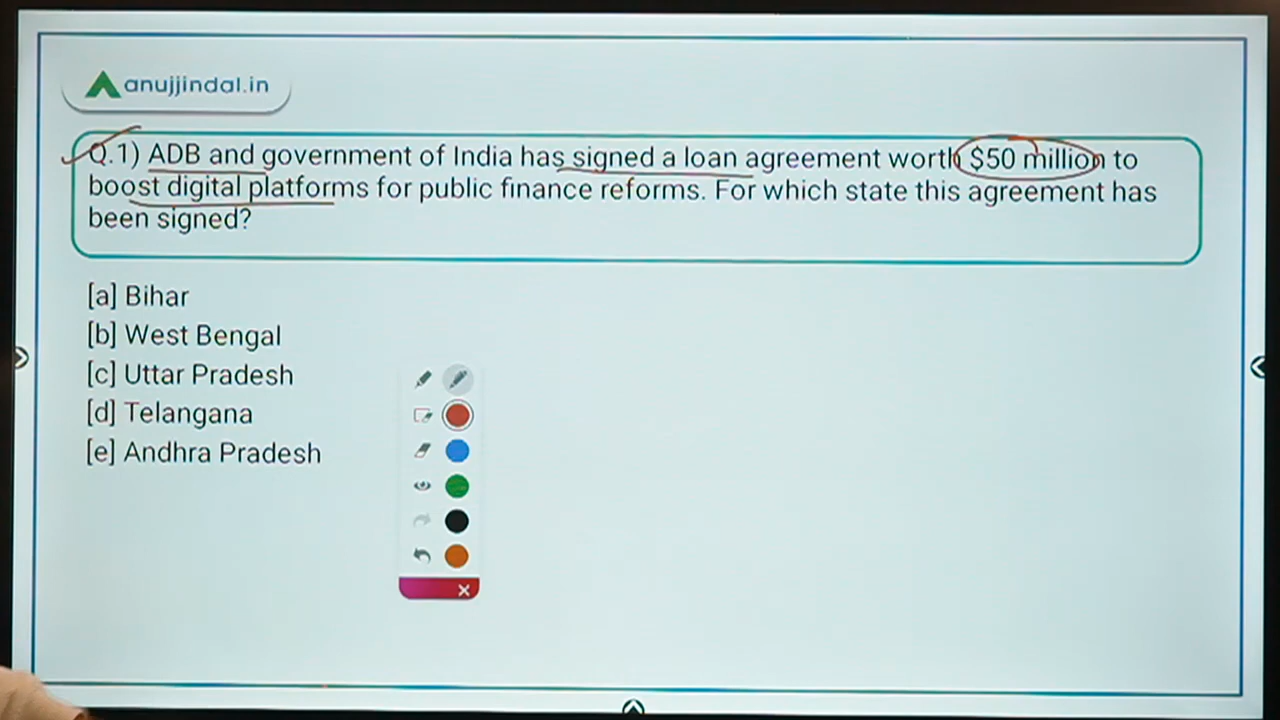 anujjindal.in
Q.1) ADB and government of India has signed a loan agreement worth $50 million to
boost digital platforms for public finance reforms. For which state this agreement has
been signed?
[a] Bihar
[b] West Bengal
[c] Uttar Pradesh
[d] Telangana
[e] Andhra Pradesh